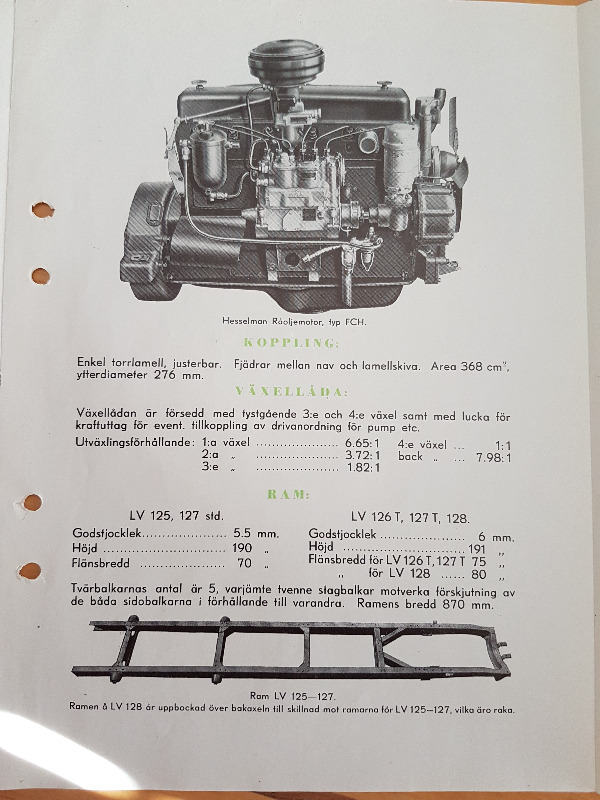 Hesselman Råoljemotor, typ FCH.
KOPPLING:
Enkel torrlamell, justerbar. Fjädrar mellan nav och lamellskiva. Area 368 cm²,
ytterdiameter 276 mm.
VÄXELLÅDA:
Växellådan är försedd med tystgående 3:e och 4:e växel samt med lucka för
kraftuttag för event. tillkoppling av drivanordning för pump etc.
Utväxlingsförhållande: 1:a växel .................... 6.65:1 4:e växel ... 1:1
2:a „ .................... 3.72:1 back „ ... 7.98:1
3:e „ .................... 1.82:1
RAM:
LV 125, 127 std.
Godstjocklek.................... 5.5 mm.
Höjd ............................ 190 „
Flänsbredd .................... 70 „
LV 126 T, 127 T, 128.
Godstjocklek .................... 6 mm.
Höjd ............................ 191 „
Flänsbredd för LV 126 T, 127 T 75 „
„ för LV 128 ...... 80 „
Tvärbalkarnas antal är 5, varjämte tvenne stagbalkar motverka förskjutning av
de båda sidobalkarna i förhållande till varandra. Ramens bredd 870 mm.
Ram LV 125—127.
Ramen å LV 128 är uppbockad över bakaxeln till skillnad mot ramarna för LV 125—127, vilka äro raka.